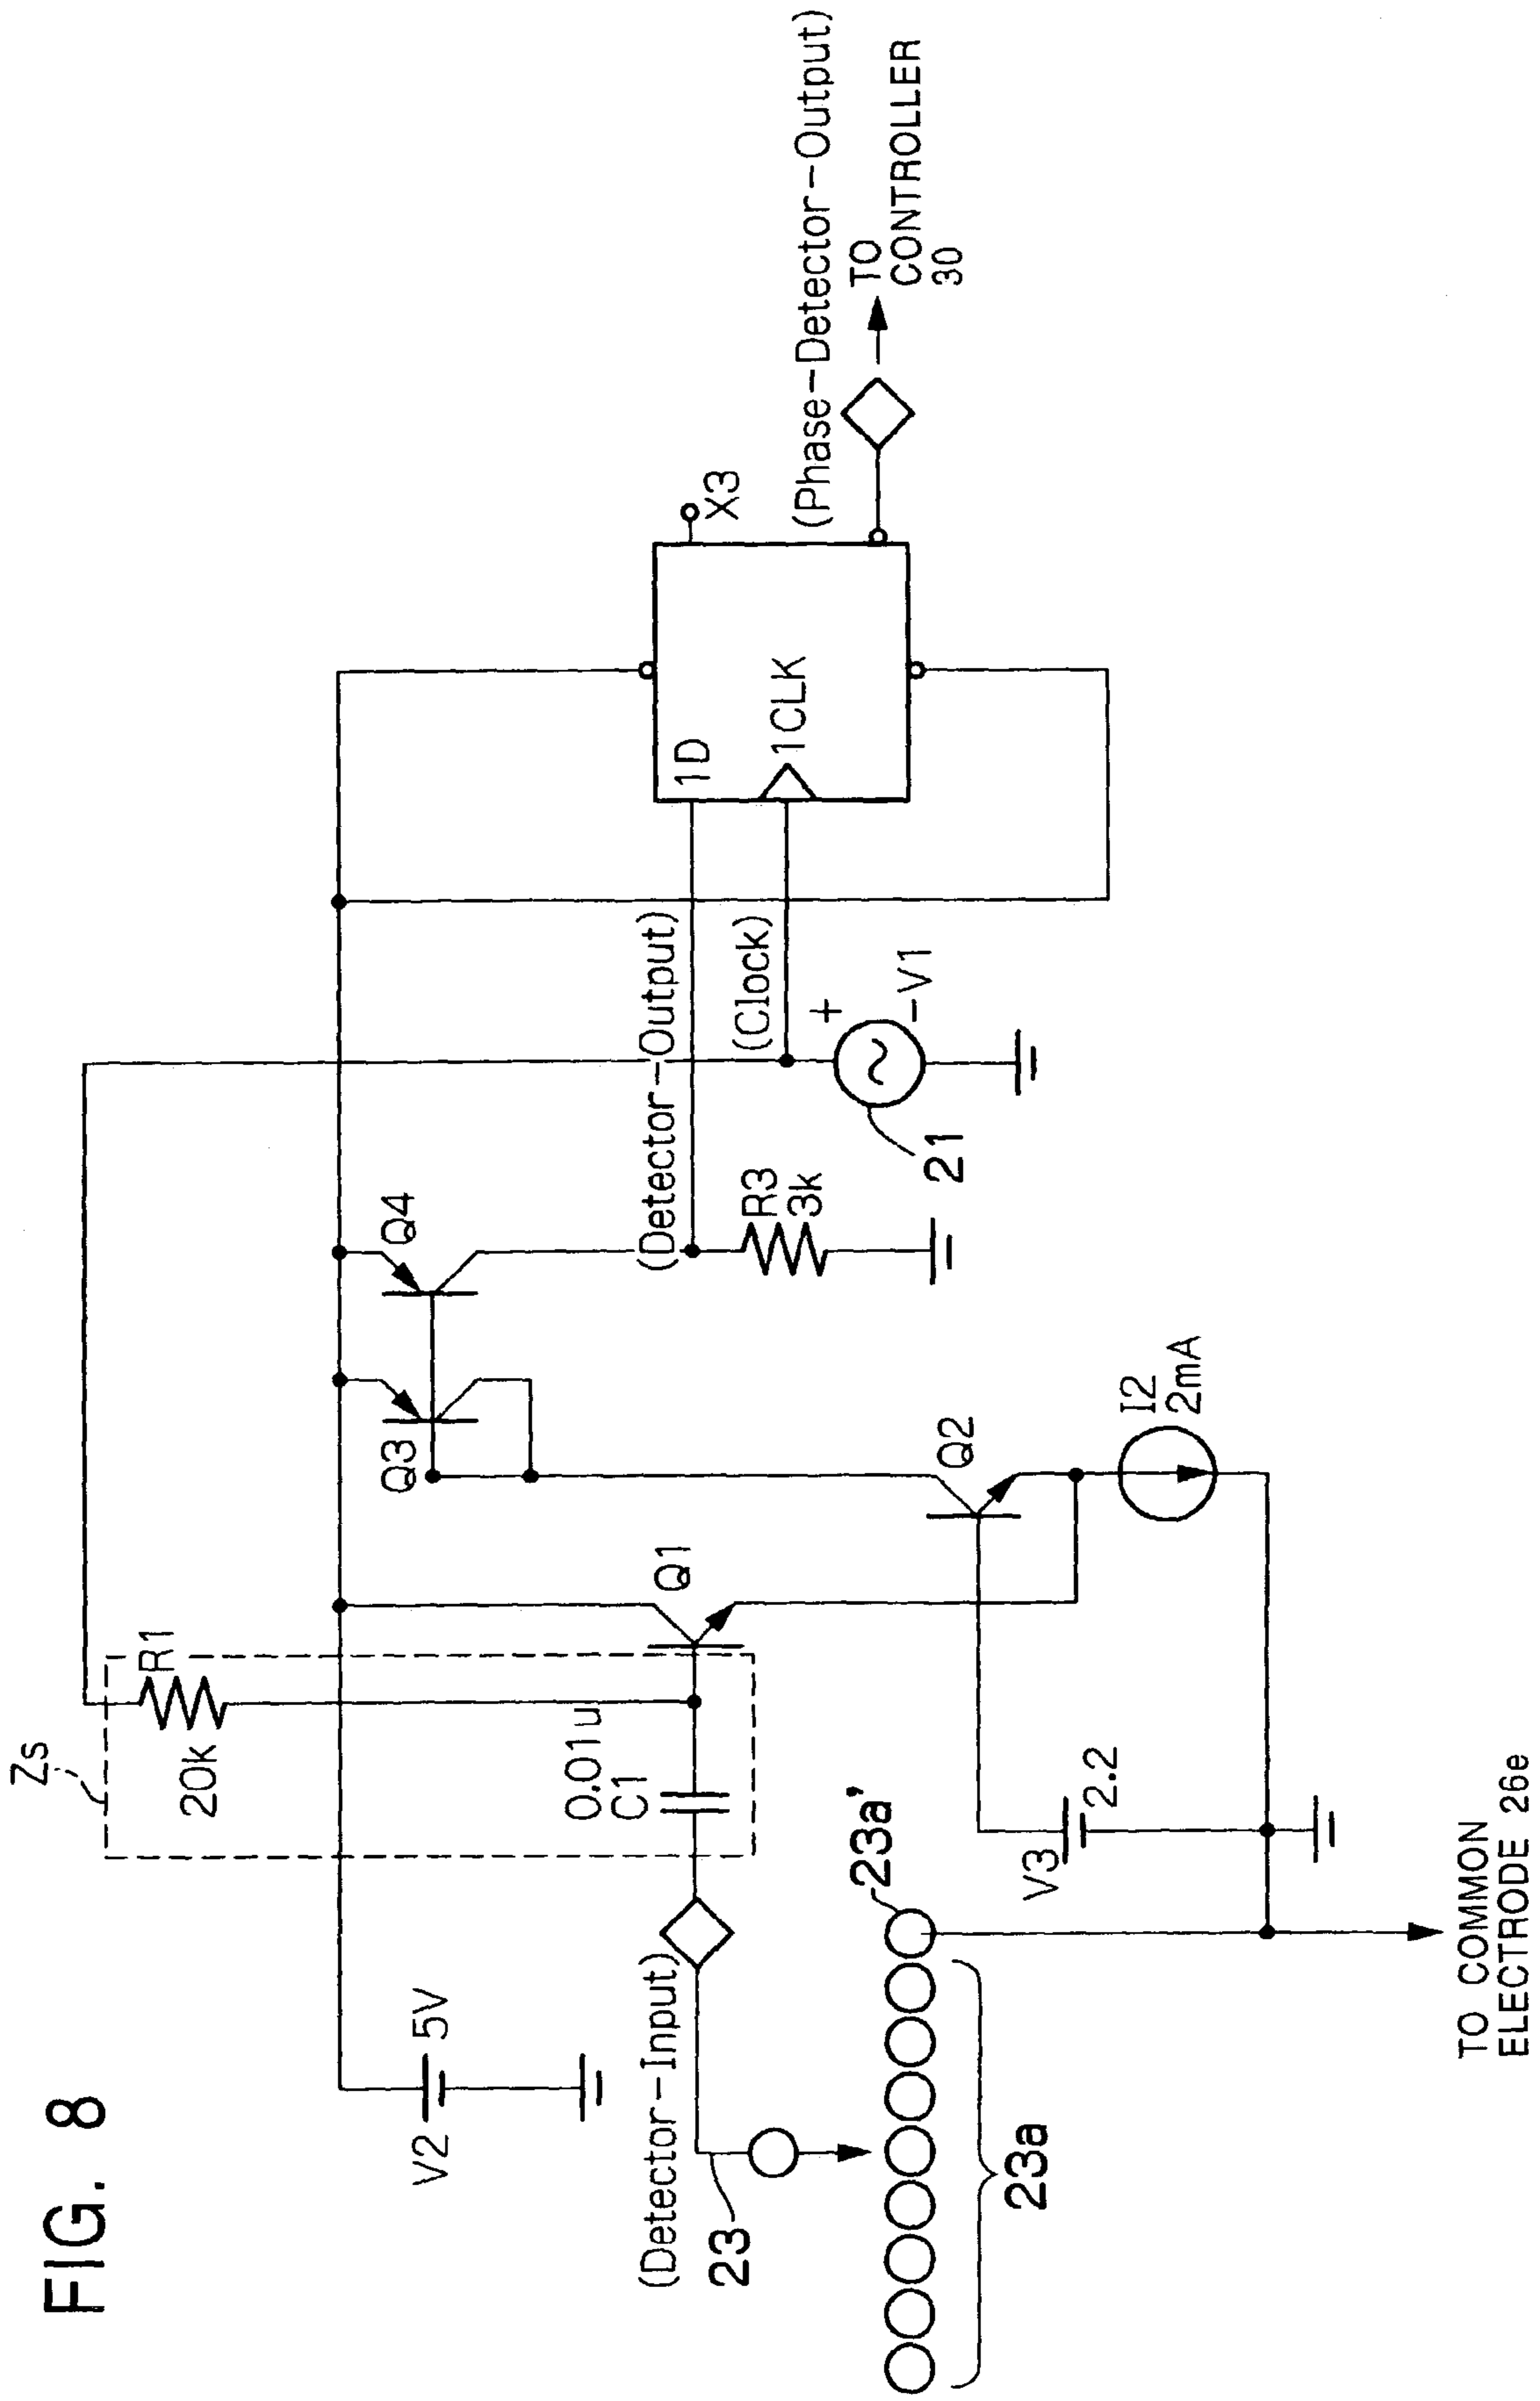 FIG. 8
Zs
R1
20k
V2
5V
0.01u
C1
Q1
Q3
Q4
Q2
(Detector-Input)
23
23a'
23a
V3
2.2
I2
2mA
TO COMMON
ELECTRODE 26e
(Detector-Output)
R3
3k
(Clock)
+
-V1
21
1D
1CLK
X3
(Phase-Detector-Output)
TO
CONTROLLER
30